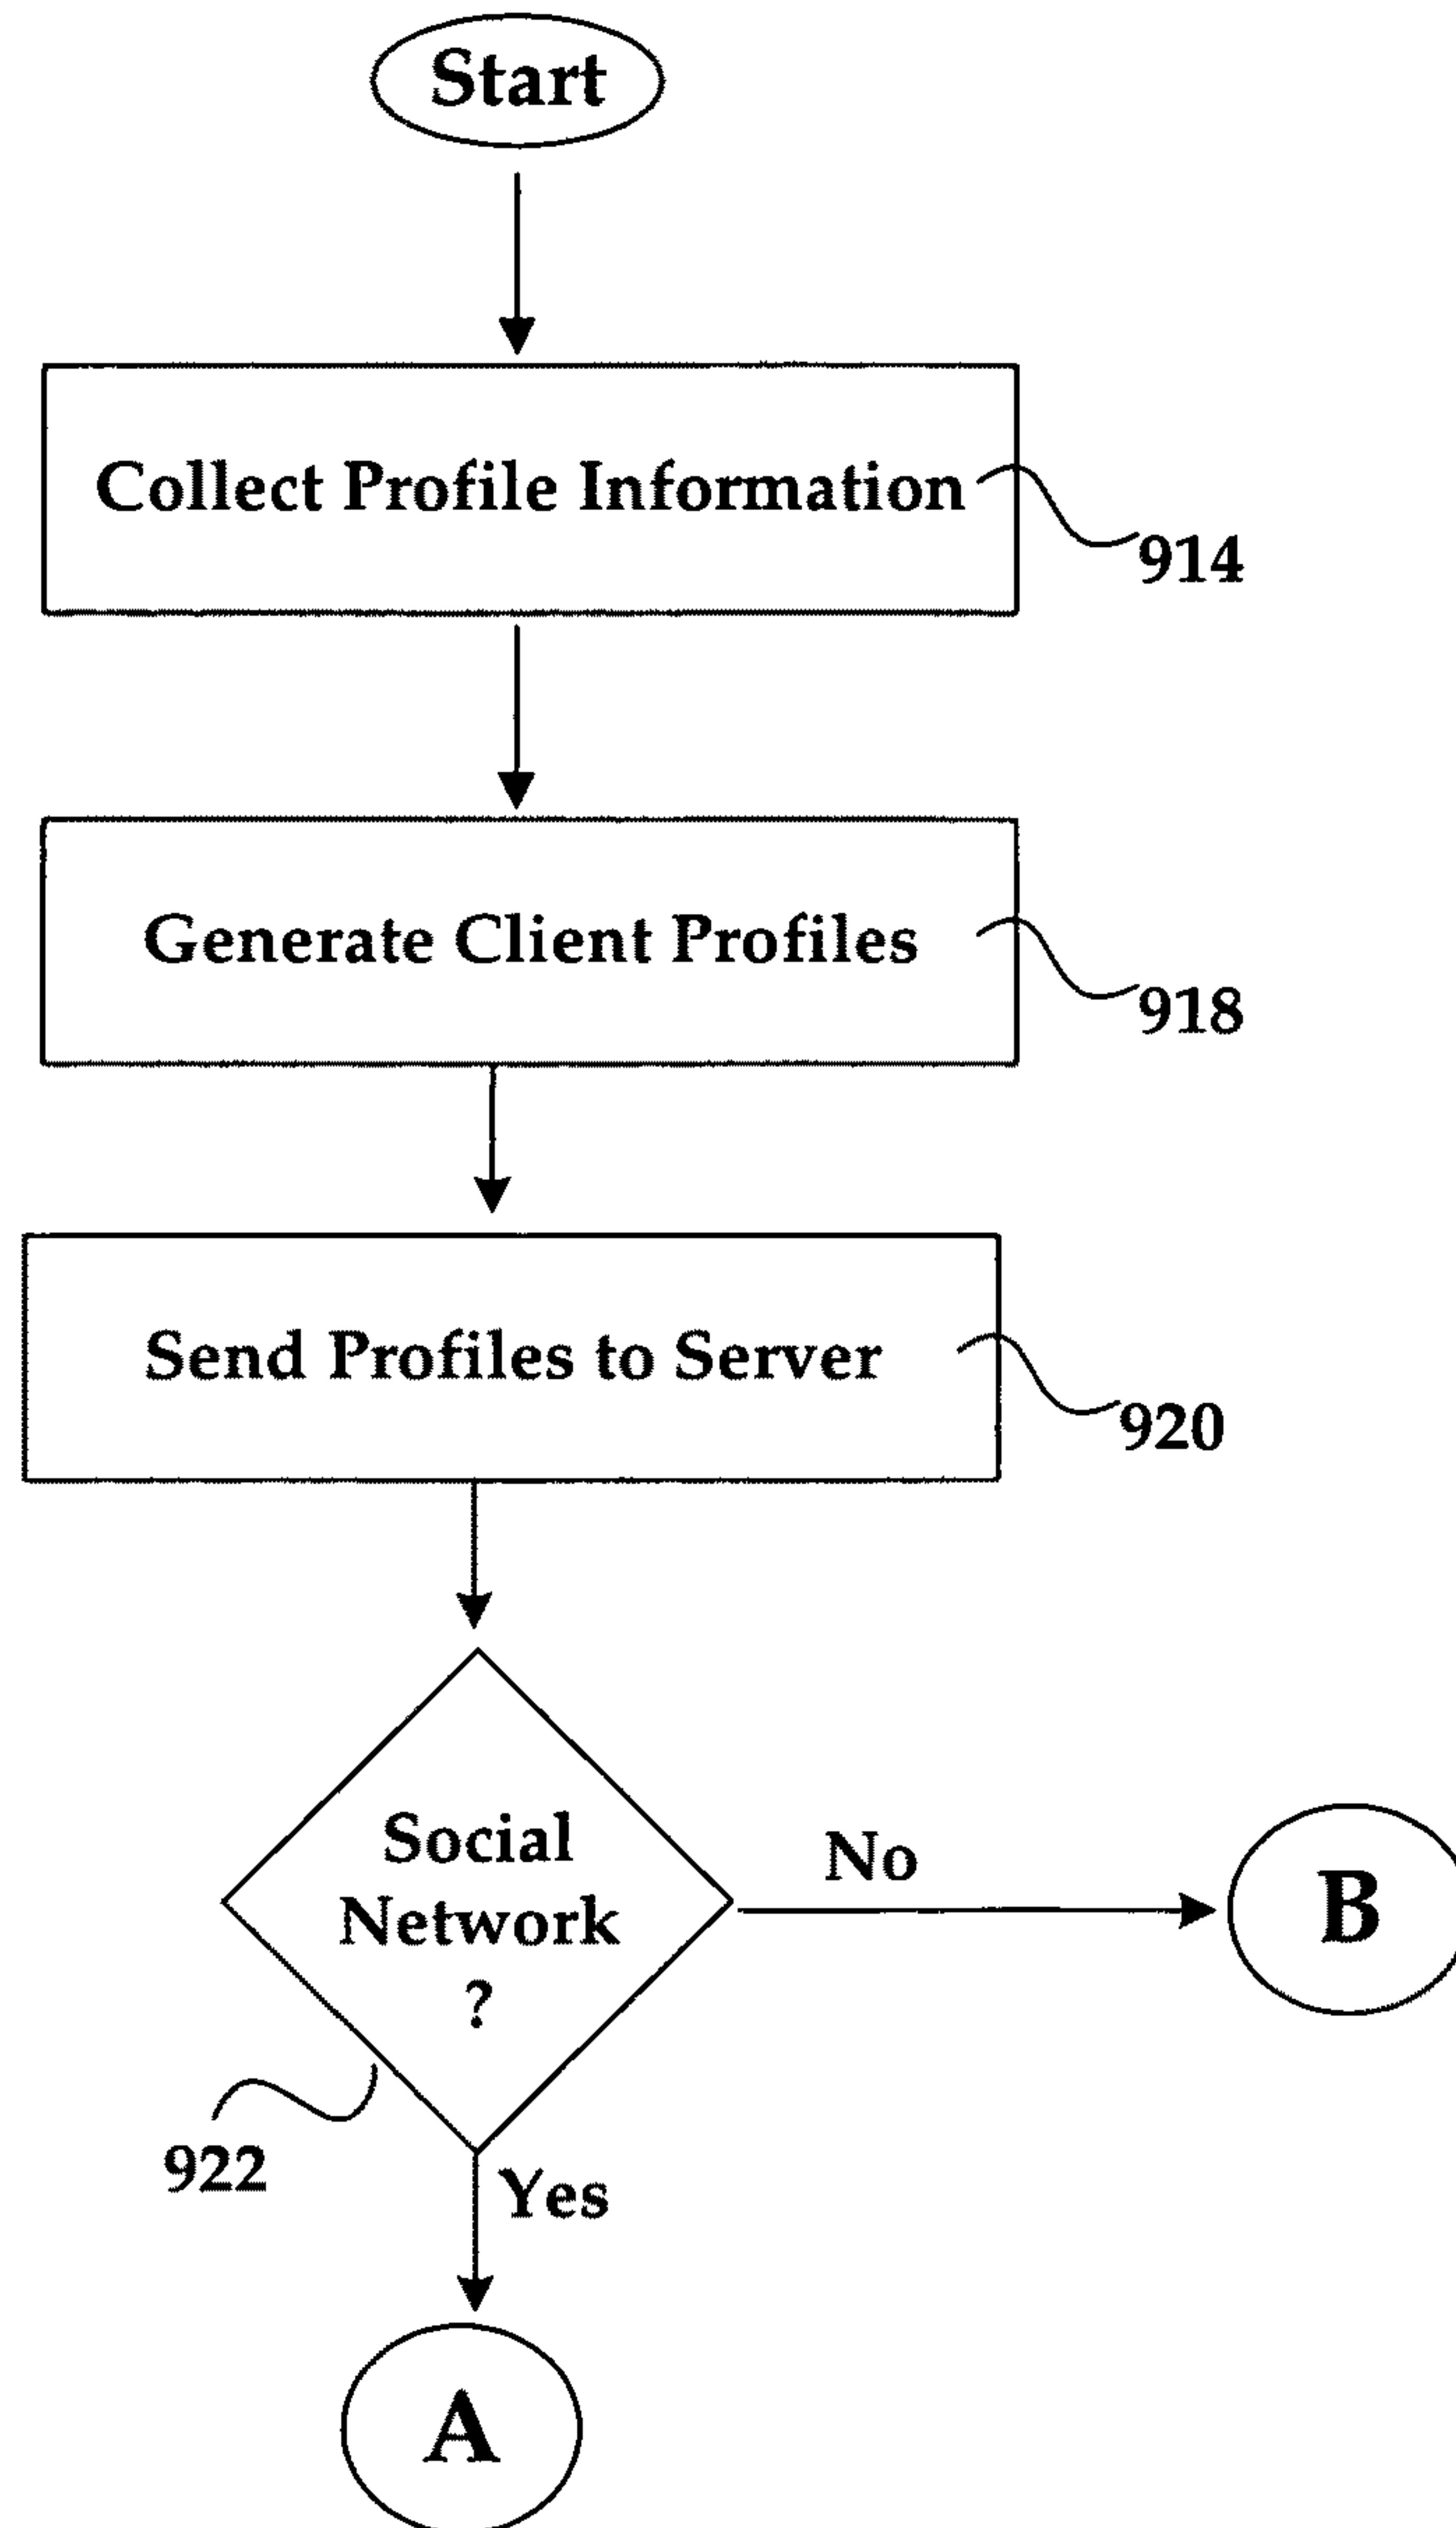 Start
Collect Profile Information
914
Generate Client Profiles
918
Send Profiles to Server
920
Social
Network
?
No
B
922
Yes
A